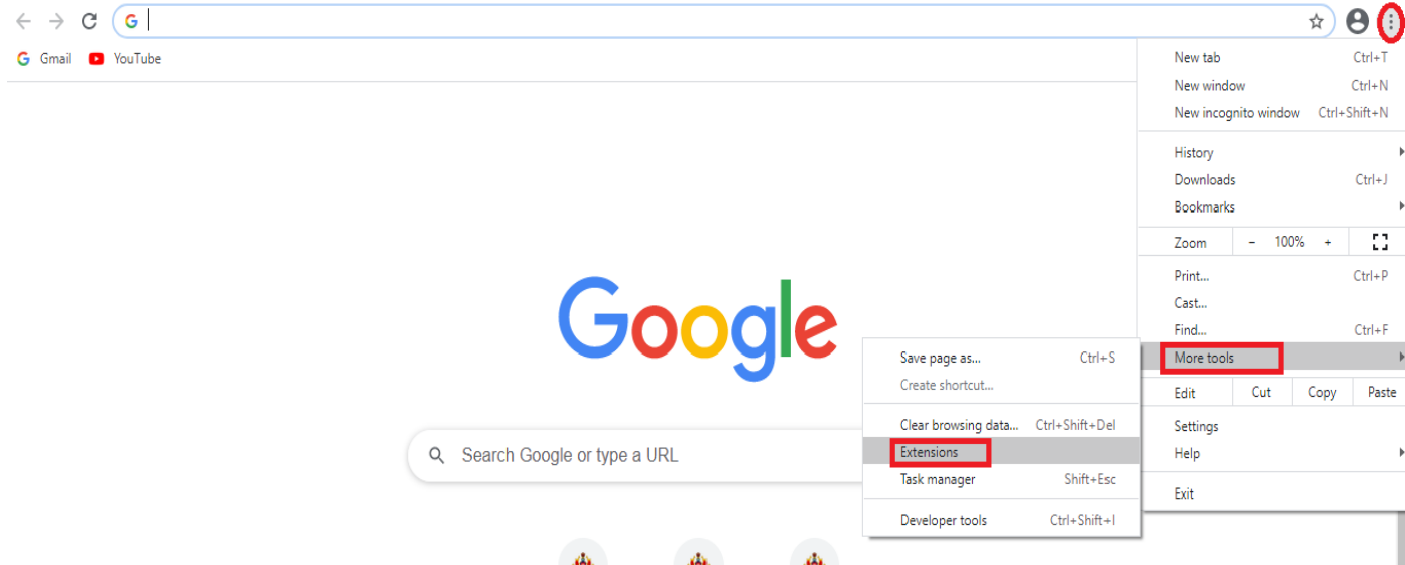 G
Gmail YouTube
New tab Ctrl+T
New window Ctrl+N
New incognito window Ctrl+Shift+N
History
Downloads Ctrl+J
Bookmarks
Zoom - 100% +
Print... Ctrl+P
Cast...
Find... Ctrl+F
More tools
Edit Cut Copy Paste
Settings
Help
Exit
Save page as... Ctrl+S
Create shortcut...
Clear browsing data... Ctrl+Shift+Del
Extensions
Task manager Shift+Esc
Developer tools Ctrl+Shift+I
Google
Search Google or type a URL